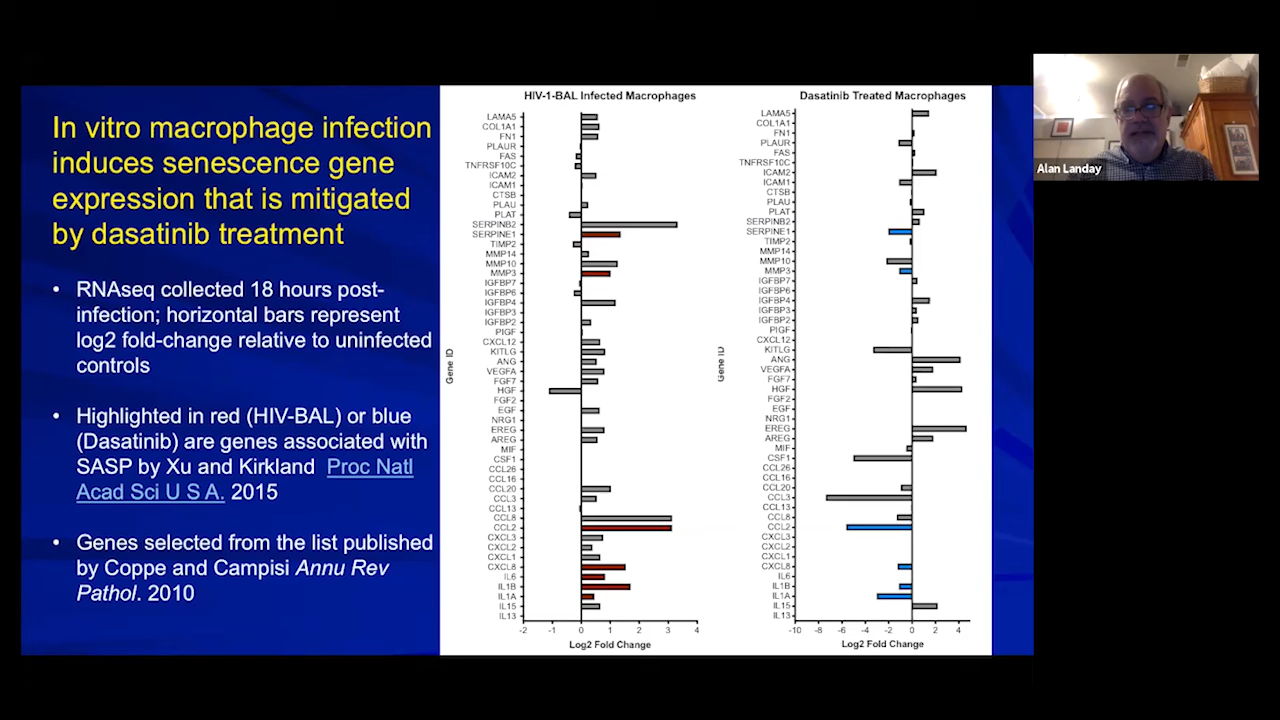 In vitro macrophage infection
induces senescence gene
expression that is mitigated
by dasatinib treatment
• RNAseq collected 18 hours post-
infection; horizontal bars represent
log2 fold-change relative to uninfected
controls
• Highlighted in red (HIV-BAL) or blue
(Dasatinib) are genes associated with
SASP by Xu and Kirkland Proc Natl
Acad Sci U S A. 2015
• Genes selected from the list published
by Coppe and Campisi Annu Rev
Pathol. 2010
HIV-1-BAL Infected Macrophages
Gene ID
LAMA5
COL1A1
FN1
PLAUR
FAS
TNFRSF10C
ICAM2
ICAM1
CTSB
PLAU
PLAT
SERPINB2
SERPINE1
TIMP2
MMP14
MMP10
MMP3
IGFBP7
IGFBP6
IGFBP4
IGFBP3
IGFBP2
PIGF
CXCL12
KITLG
ANG
VEGFA
FGF7
HGF
FGF2
EGF
NRG1
EREG
AREG
MIF
CSF1
CCL26
CCL16
CCL20
CCL3
CCL13
CCL8
CCL2
CXCL3
CXCL2
CXCL1
CXCL8
IL6
IL1B
IL1A
IL15
IL13
-2 -1 0 1 2 3 4
Log2 Fold Change
Dasatinib Treated Macrophages
Gene ID
LAMA5
COL1A1
FN1
PLAUR
FAS
TNFRSF10C
ICAM2
ICAM1
CTSB
PLAU
PLAT
SERPINB2
SERPINE1
TIMP2
MMP14
MMP10
MMP3
IGFBP7
IGFBP6
IGFBP4
IGFBP3
IGFBP2
PIGF
CXCL12
KITLG
ANG
VEGFA
FGF7
HGF
FGF2
EGF
NRG1
EREG
AREG
MIF
CSF1
CCL26
CCL16
CCL20
CCL3
CCL13
CCL8
CCL2
CXCL3
CXCL2
CXCL1
CXCL8
IL6
IL1B
IL1A
IL15
IL13
-10 -8 -6 -4 -2 0 2 4
Log2 Fold Change
Alan Landay